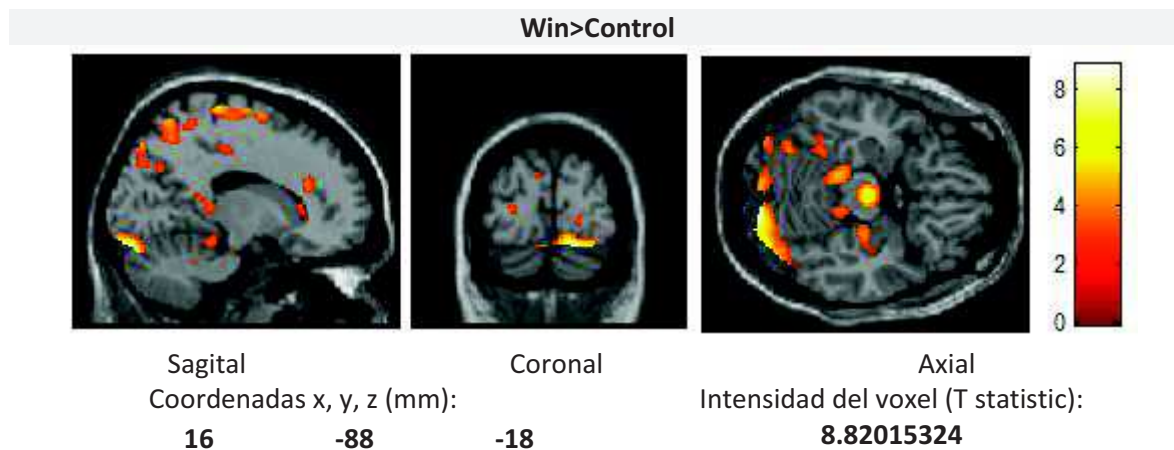 Win>Control
8
6
4
2
0
Sagital Coronal Axial
Coordenadas x, y, z (mm): Intensidad del voxel (T statistic):
16 -88 -18 8.82015324